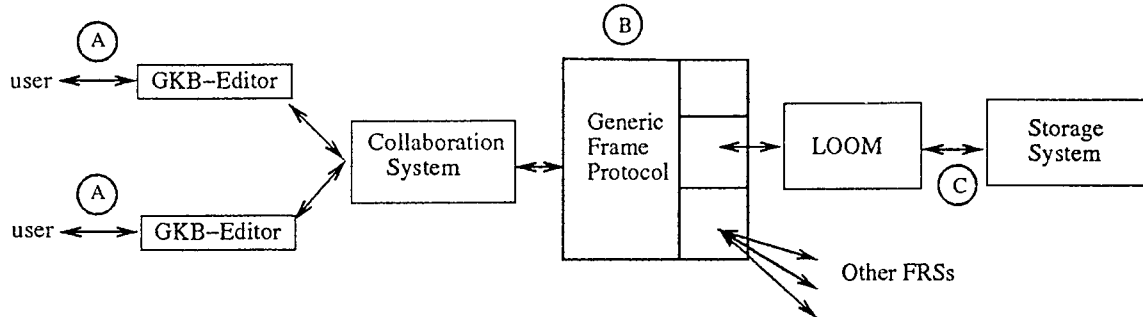 A
B
user
GKB–Editor
Collaboration
System
Generic
Frame
Protocol
LOOM
Storage
System
C
A
user
GKB–Editor
Other FRSs